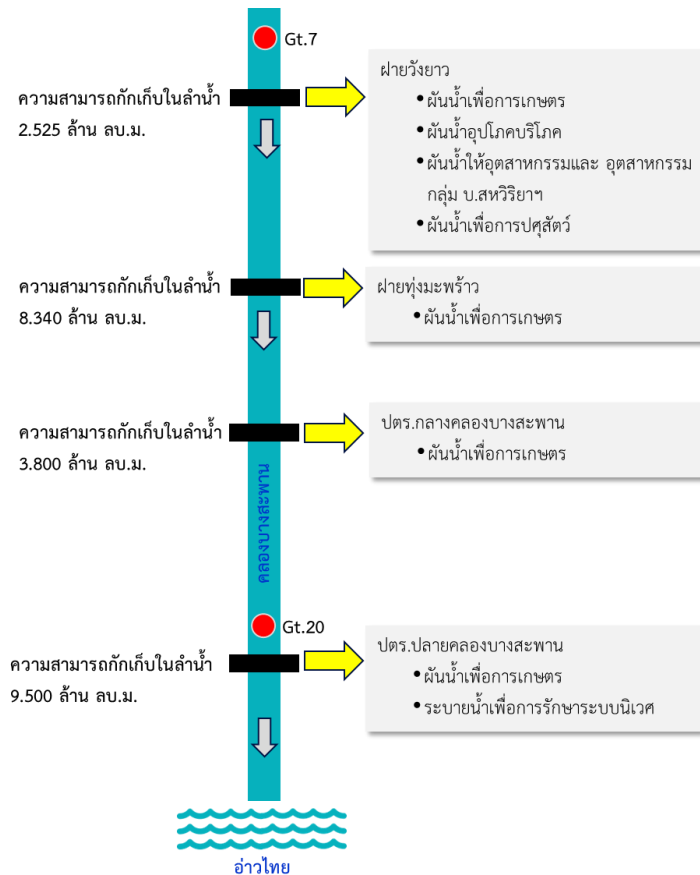 Gt.7
ความสามารถกักเก็บในลำน้ำ
2.525 ล้าน ลบ.ม.
ฝายวังยาว
• ผันน้ำเพื่อการเกษตร
• ผันน้ำอุปโภคบริโภค
• ผันน้ำให้อุตสาหกรรมและ อุตสาหกรรม
กลุ่ม บ.สหวิริยาฯ
• ผันน้ำเพื่อการปศุสัตว์
ความสามารถกักเก็บในลำน้ำ
8.340 ล้าน ลบ.ม.
ฝายทุ่งมะพร้าว
• ผันน้ำเพื่อการเกษตร
ความสามารถกักเก็บในลำน้ำ
3.800 ล้าน ลบ.ม.
ปตร.กลางคลองบางสะพาน
• ผันน้ำเพื่อการเกษตร
คลองบางสะพาน
Gt.20
ความสามารถกักเก็บในลำน้ำ
9.500 ล้าน ลบ.ม.
ปตร.ปลายคลองบางสะพาน
• ผันน้ำเพื่อการเกษตร
• ระบายน้ำเพื่อการรักษาระบบนิเวศ
อ่าวไทย